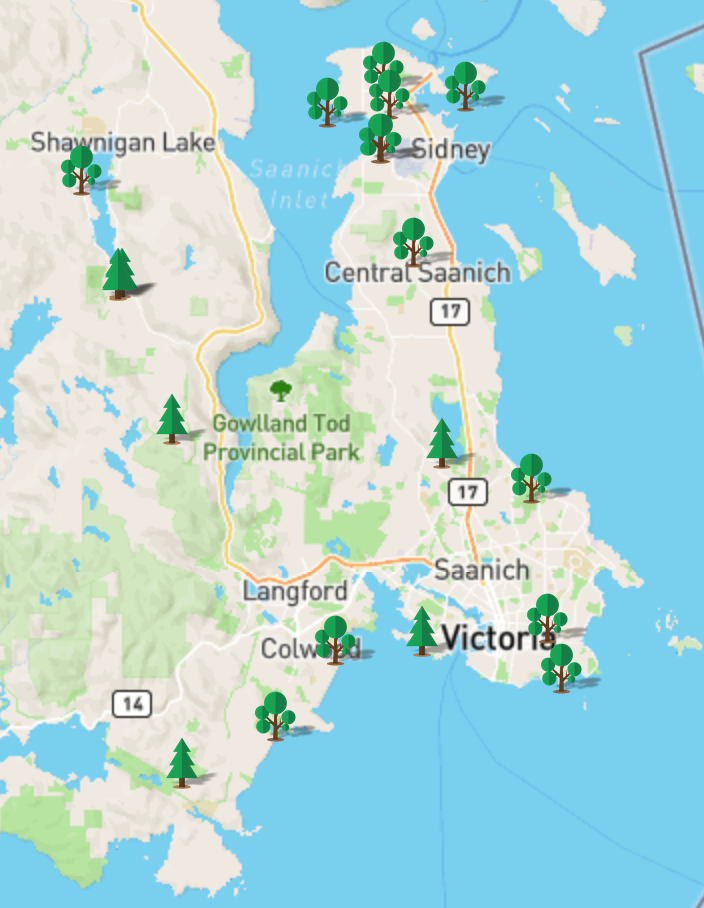 Shawnigan Lake
Saanich
Inlet
Sidney
Central Saanich
17
Gowlland Tod
Provincial Park
17
Saanich
Langford
Victoria
Colwood
14